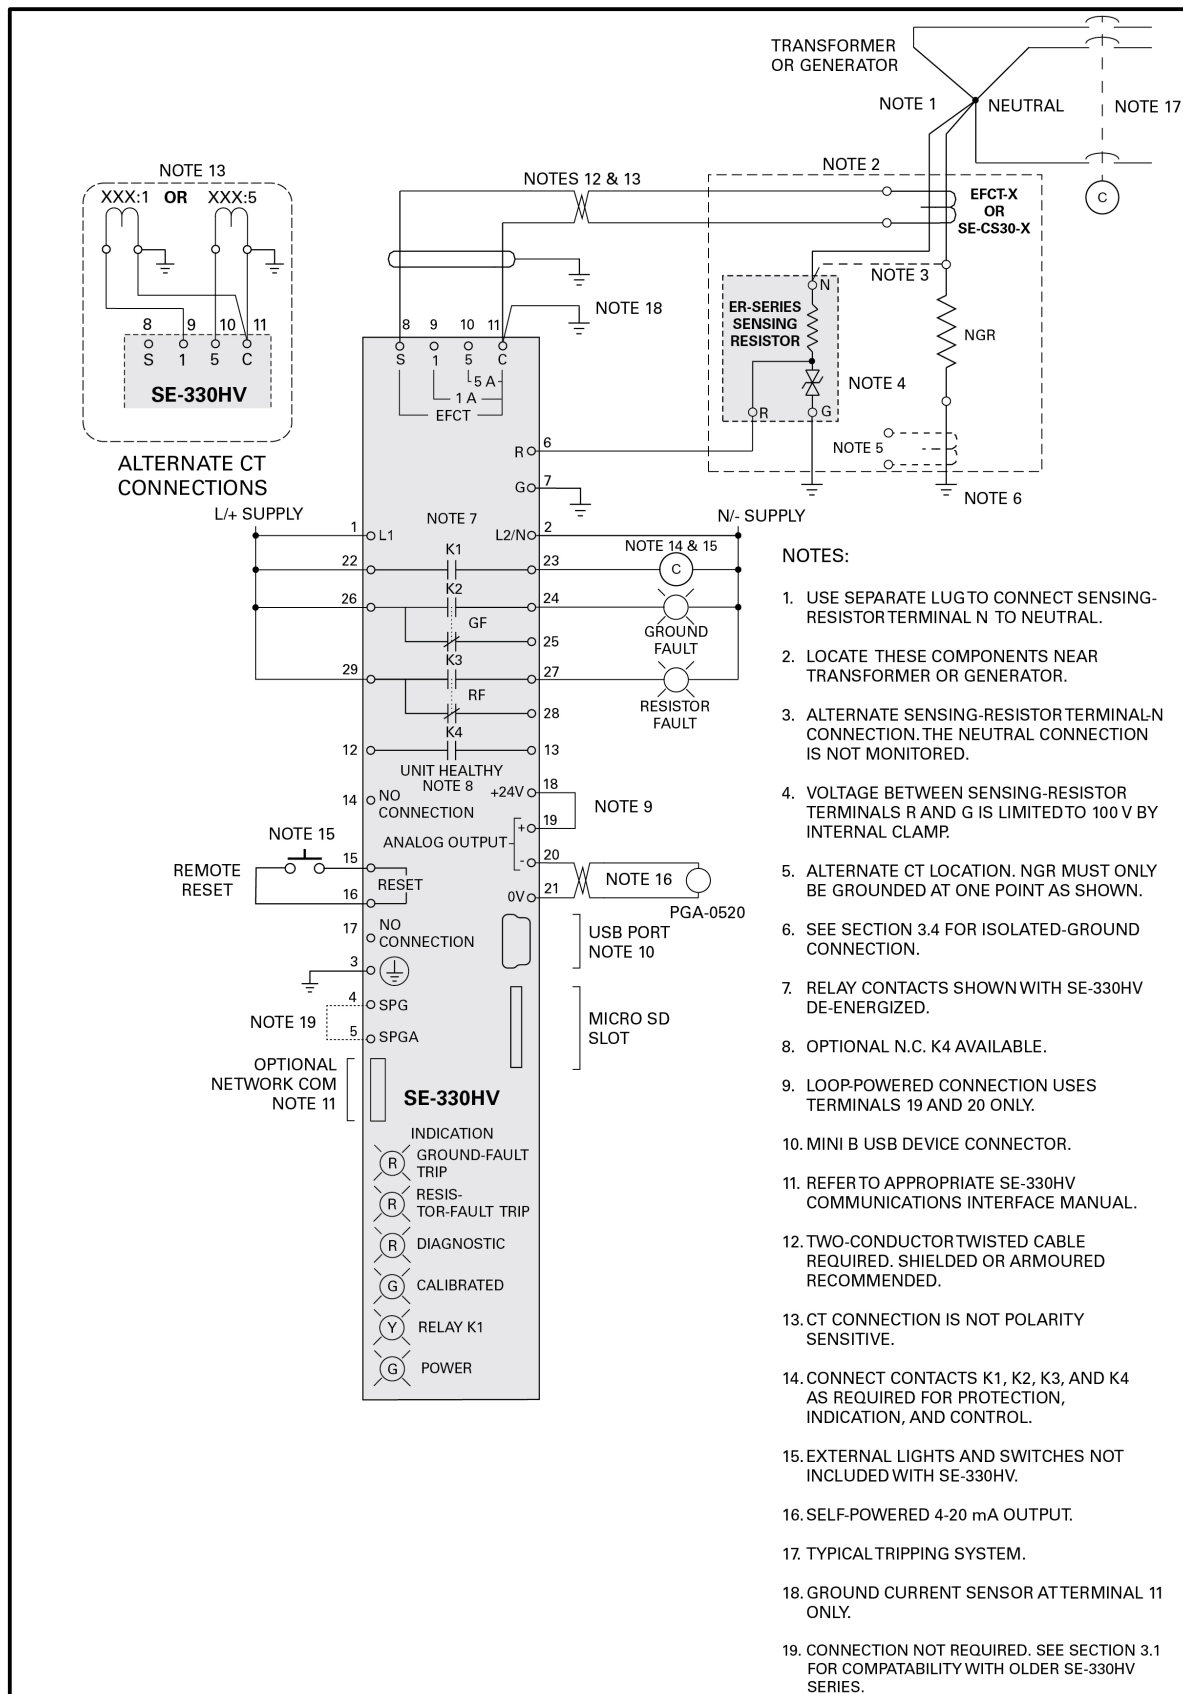 TRANSFORMER
OR GENERATOR
NOTE 1
NEUTRAL
NOTE 17
C
NOTE 2
NOTE 13
XXX:1 OR XXX:5
8 9 10 11
S 1 5 C
SE-330HV
ALTERNATE CT
CONNECTIONS
NOTES 12 & 13
EFCT-X
OR
SE-CS30-X
NOTE 3
N
ER-SERIES
SENSING
RESISTOR
NGR
NOTE 4
R
G
NOTE 5
NOTE 6
NOTE 18
8 9 10 11
S 1 5 C
5 A
1 A
EFCT
R 6
G 7
L/+ SUPPLY
N/- SUPPLY
1 L1
NOTE 7
L2/N 2
NOTE 14 & 15
22
K1
23
C
26
K2
24
GF
GROUND
FAULT
25
29
K3
27
RF
RESISTOR
FAULT
28
12
K4
13
UNIT HEALTHY
NOTE 8
14 NO
CONNECTION
+24V 18
NOTE 9
+ 19
ANALOG OUTPUT
- 20
NOTE 16
0V 21
PGA-0520
NOTE 15
REMOTE
RESET
15
RESET
16
17 NO
CONNECTION
USB PORT
NOTE 10
3
4 SPG
NOTE 19
5 SPGA
MICRO SD
SLOT
OPTIONAL
NETWORK COM
NOTE 11
SE-330HV
INDICATION
R GROUND-FAULT
TRIP
R RESIS-
TOR-FAULT TRIP
R DIAGNOSTIC
G CALIBRATED
Y RELAY K1
G POWER
NOTES:
1. USE SEPARATE LUG TO CONNECT SENSING-
RESISTOR TERMINAL N TO NEUTRAL.
2. LOCATE THESE COMPONENTS NEAR
TRANSFORMER OR GENERATOR.
3. ALTERNATE SENSING-RESISTOR TERMINAL-N
CONNECTION. THE NEUTRAL CONNECTION
IS NOT MONITORED.
4. VOLTAGE BETWEEN SENSING-RESISTOR
TERMINALS R AND G IS LIMITED TO 100 V BY
INTERNAL CLAMP.
5. ALTERNATE CT LOCATION. NGR MUST ONLY
BE GROUNDED AT ONE POINT AS SHOWN.
6. SEE SECTION 3.4 FOR ISOLATED-GROUND
CONNECTION.
7. RELAY CONTACTS SHOWN WITH SE-330HV
DE-ENERGIZED.
8. OPTIONAL N.C. K4 AVAILABLE.
9. LOOP-POWERED CONNECTION USES
TERMINALS 19 AND 20 ONLY.
10. MINI B USB DEVICE CONNECTOR.
11. REFER TO APPROPRIATE SE-330HV
COMMUNICATIONS INTERFACE MANUAL.
12. TWO-CONDUCTOR TWISTED CABLE
REQUIRED. SHIELDED OR ARMOURED
RECOMMENDED.
13. CT CONNECTION IS NOT POLARITY
SENSITIVE.
14. CONNECT CONTACTS K1, K2, K3, AND K4
AS REQUIRED FOR PROTECTION,
INDICATION, AND CONTROL.
15. EXTERNAL LIGHTS AND SWITCHES NOT
INCLUDED WITH SE-330HV.
16. SELF-POWERED 4-20 mA OUTPUT.
17. TYPICAL TRIPPING SYSTEM.
18. GROUND CURRENT SENSOR AT TERMINAL 11
ONLY.
19. CONNECTION NOT REQUIRED. SEE SECTION 3.1
FOR COMPATABILITY WITH OLDER SE-330HV
SERIES.